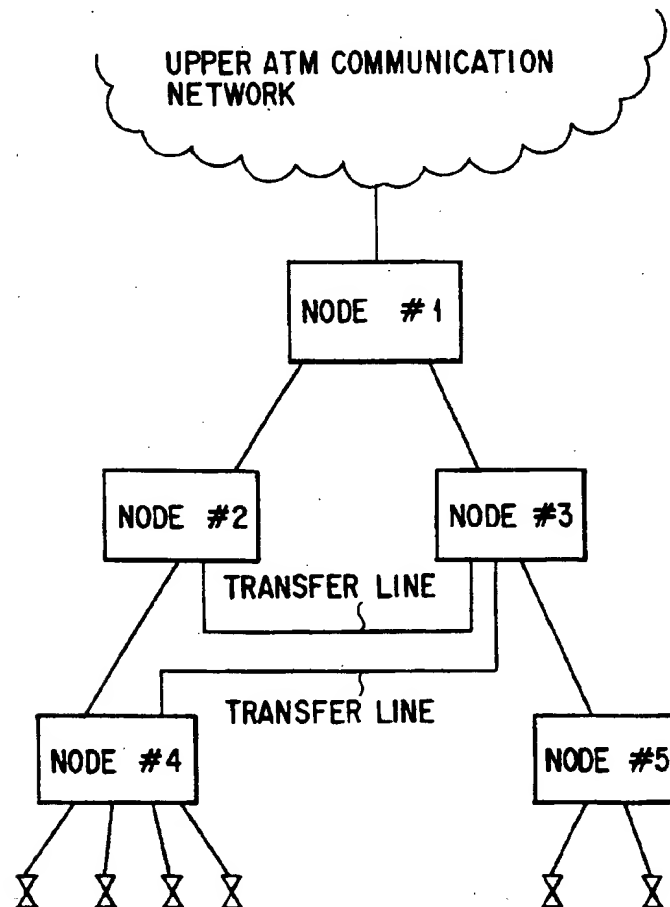 UPPER ATM COMMUNICATION
NETWORK
NODE #1
NODE #2
NODE #3
TRANSFER LINE
TRANSFER LINE
NODE #4
NODE #5